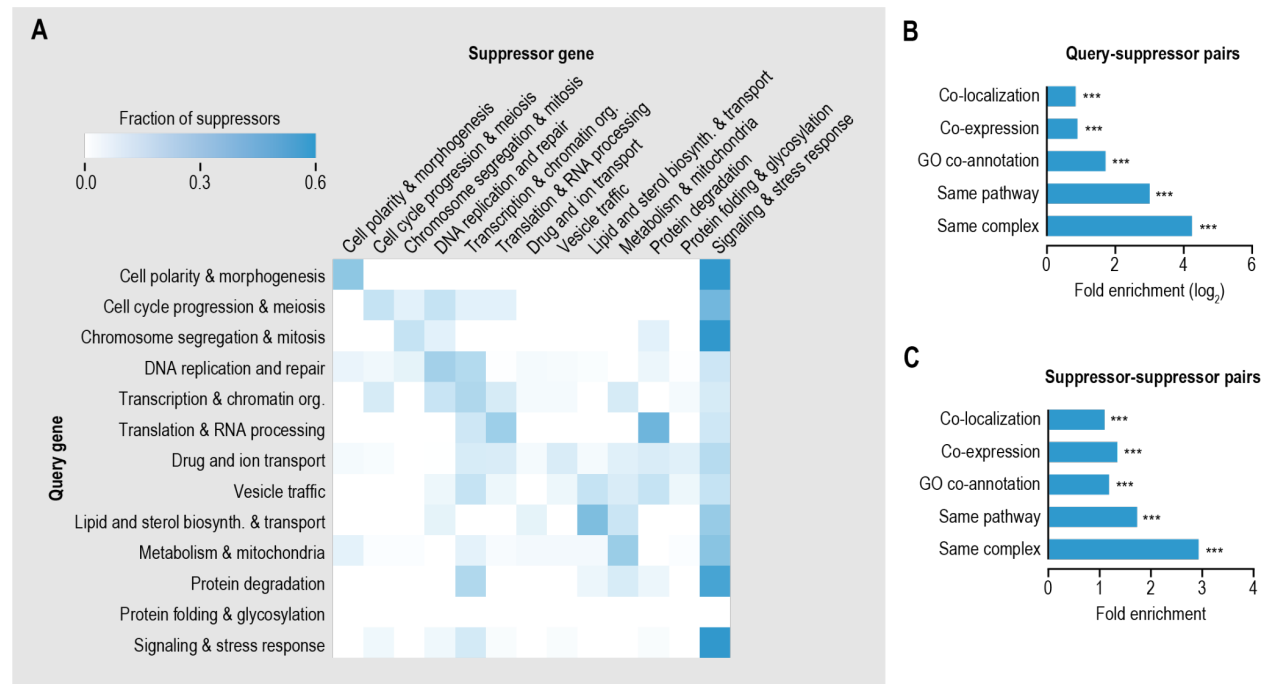 A
Suppressor gene
Fraction of suppressors
0.0
0.3
0.6
Cell polarity & morphogenesis
Cell cycle progression & meiosis
Chromosome segregation & mitosis
DNA replication and repair
Transcription & chromatin org.
Translation & RNA processing
Drug and ion transport
Vesicle traffic
Lipid and sterol biosynth. & transport
Metabolism & mitochondria
Protein degradation
Protein folding & glycosylation
Signaling & stress response
Query gene
Cell polarity & morphogenesis
Cell cycle progression & meiosis
Chromosome segregation & mitosis
DNA replication and repair
Transcription & chromatin org.
Translation & RNA processing
Drug and ion transport
Vesicle traffic
Lipid and sterol biosynth. & transport
Metabolism & mitochondria
Protein degradation
Protein folding & glycosylation
Signaling & stress response
B
Query-suppressor pairs
Co-localization ***
Co-expression ***
GO co-annotation ***
Same pathway ***
Same complex ***
0 2 4 6
Fold enrichment (log₂)
C
Suppressor-suppressor pairs
Co-localization ***
Co-expression ***
GO co-annotation ***
Same pathway ***
Same complex ***
0 1 2 3 4
Fold enrichment